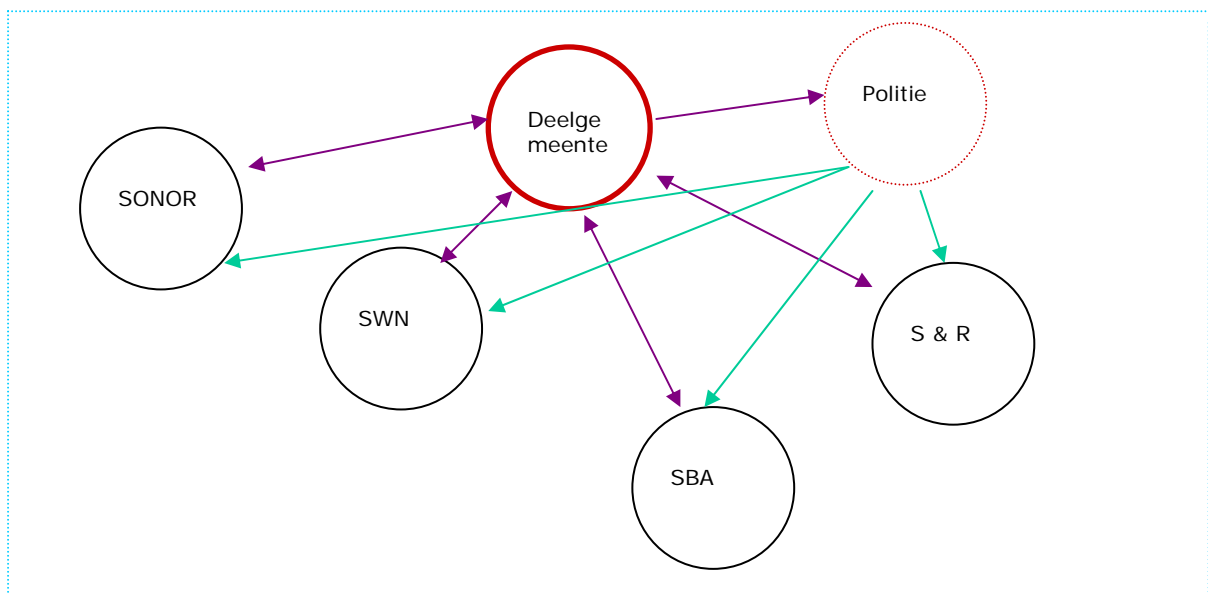 Politie
Deelge
meente
SONOR
SWN
S & R
SBA